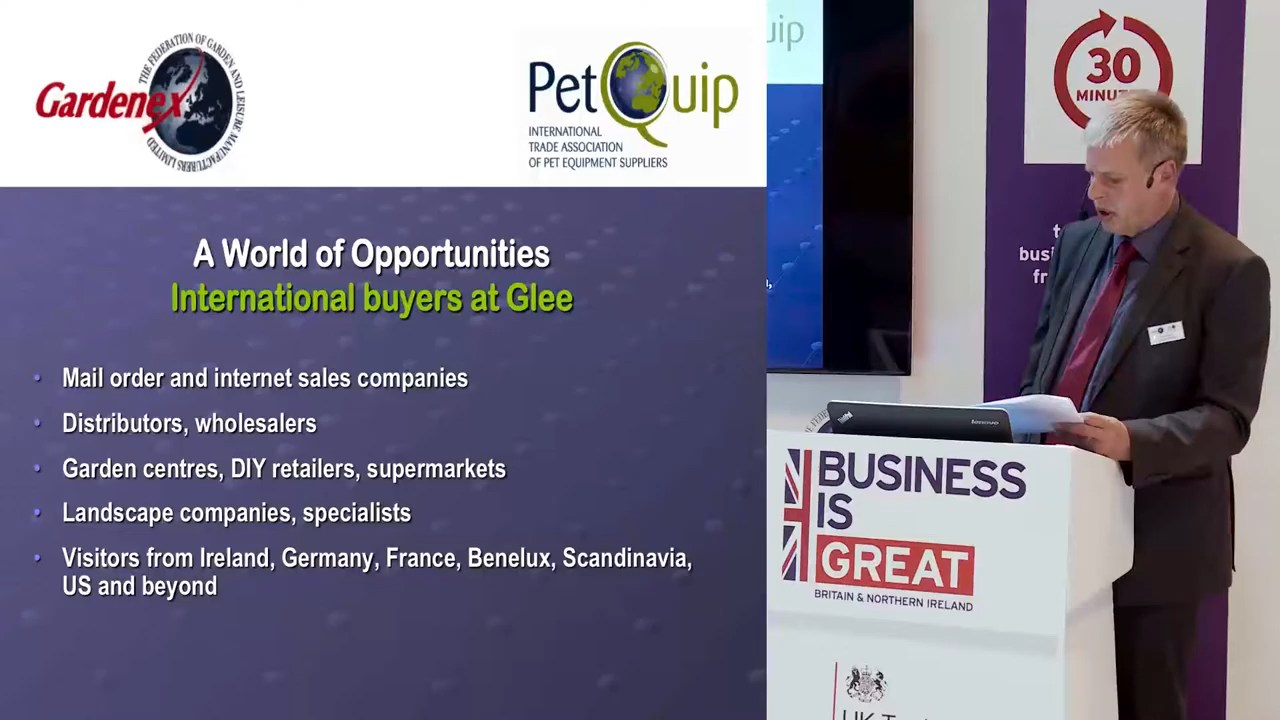 Gardenex
THE FEDERATION OF GARDEN AND LEISURE MANUFACTURERS LIMITED
PetQuip
INTERNATIONAL
TRADE ASSOCIATION
OF PET EQUIPMENT SUPPLIERS
A World of Opportunities
International buyers at Glee
• Mail order and internet sales companies
• Distributors, wholesalers
• Garden centres, DIY retailers, supermarkets
• Landscape companies, specialists
• Visitors from Ireland, Germany, France, Benelux, Scandinavia,
US and beyond
uip
30
MINUTE
busi
fr
lenovo
BUSINESS
IS
GREAT
BRITAIN & NORTHERN IRELAND
UK T